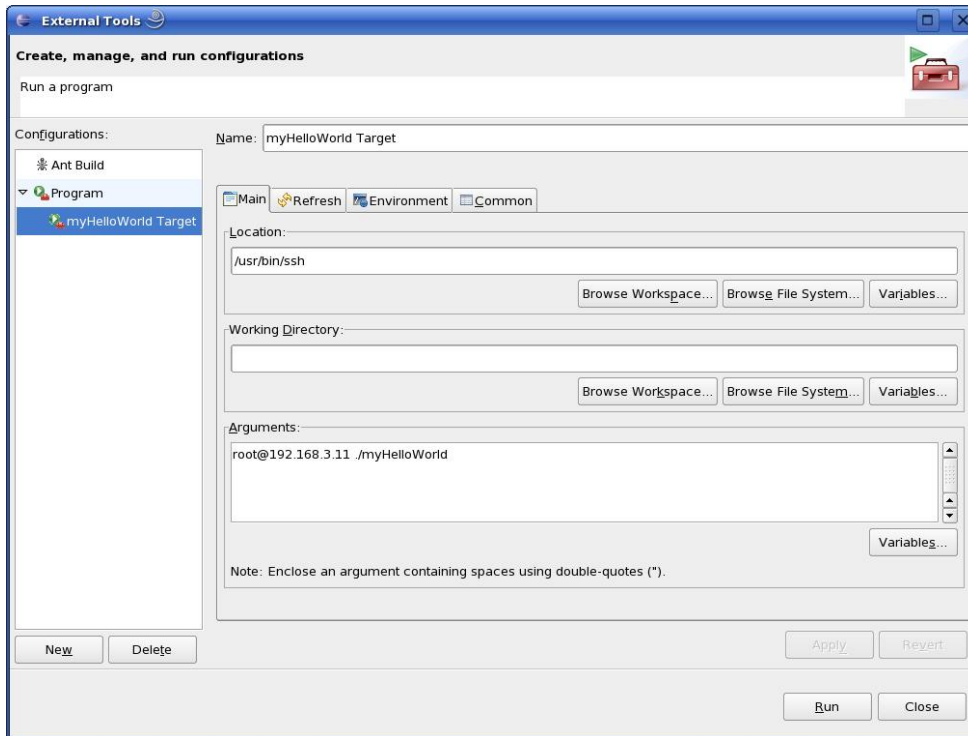 External Tools
Create, manage, and run configurations
Run a program
Configurations:
Ant Build
Program
myHelloWorld Target
New
Delete
Name: myHelloWorld Target
Main Refresh Environment Common
Location:
/usr/bin/ssh
Browse Workspace... Browse File System... Variables...
Working Directory:
Browse Workspace... Browse File System... Variables...
Arguments:
root@192.168.3.11 ./myHelloWorld
Variables...
Note: Enclose an argument containing spaces using double-quotes (").
Apply Revert
Run Close